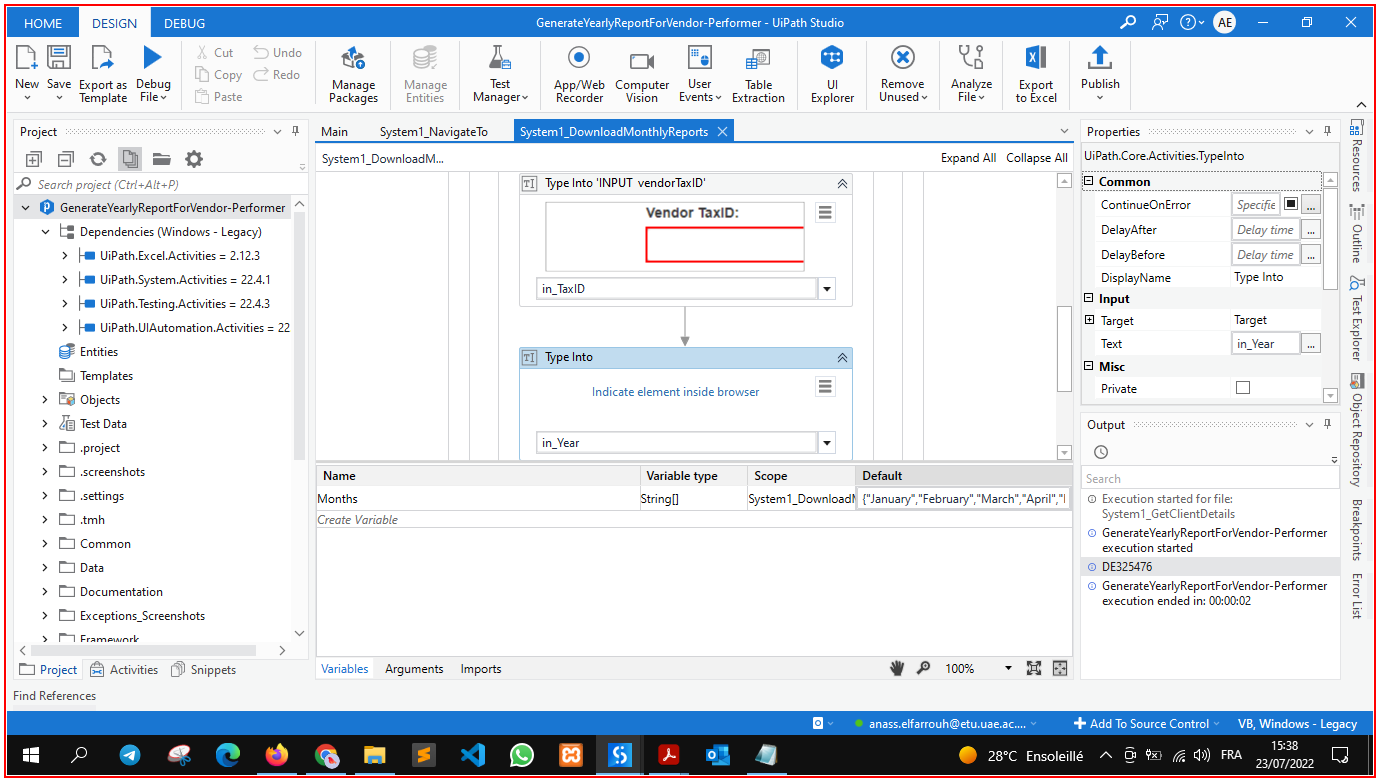 HOME DESIGN DEBUG GenerateYearlyReportForVendor-Performer - UiPath Studio AE
New Save Export as Template Debug File Cut Copy Paste Undo Redo Manage Packages Manage Entities Test Manager App/Web Recorder Computer Vision User Events Table Extraction UI Explorer Remove Unused Analyze File Export to Excel Publish
Project
Search project (Ctrl+Alt+P)
GenerateYearlyReportForVendor-Performer
Dependencies (Windows - Legacy)
UiPath.Excel.Activities = 2.12.3
UiPath.System.Activities = 22.4.1
UiPath.Testing.Activities = 22.4.3
UiPath.UIAutomation.Activities = 22
Entities
Templates
Objects
Test Data
.project
.screenshots
.settings
.tmh
Common
Data
Documentation
Exceptions_Screenshots
Framework
Project Activities Snippets
Find References
Main System1_NavigateTo System1_DownloadMonthlyReports
System1_DownloadM... Expand All Collapse All
Type Into 'INPUT vendorTaxID'
Vendor TaxID:
in_TaxID
Type Into
Indicate element inside browser
in_Year
Name Variable type Scope Default
Months String[] System1_DownloadM {"January","February","March","April","
Create Variable
Variables Arguments Imports 100%
Properties
UiPath.Core.Activities.TypeInto
Common
ContinueOnError Specifie ...
DelayAfter Delay time ...
DelayBefore Delay time ...
DisplayName Type Into
Input
Target Target
Text in_Year ...
Misc
Private
Output
Search
Execution started for file:
System1_GetClientDetails
GenerateYearlyReportForVendor-Performer
execution started
DE325476
GenerateYearlyReportForVendor-Performer
execution ended in: 00:00:02
Resources
Outline
Test Explorer
Object Repository
Breakpoints
Error List
anass.elfarrouh@etu.uae.ac.... Add To Source Control VB, Windows - Legacy
28°C Ensoleillé FRA 15:38
23/07/2022